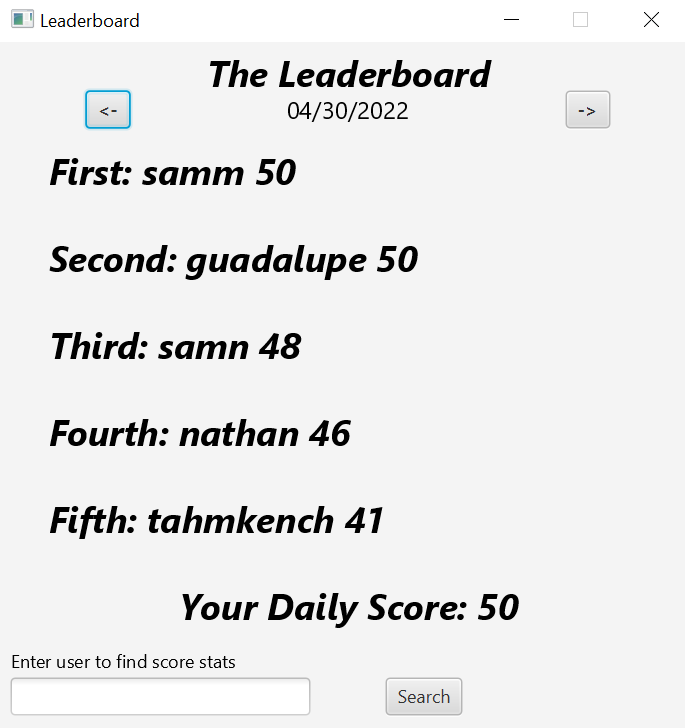 Leaderboard
The Leaderboard
<- 04/30/2022 ->
First: samm 50
Second: guadalupe 50
Third: samn 48
Fourth: nathan 46
Fifth: tahmkench 41
Your Daily Score: 50
Enter user to find score stats
Search